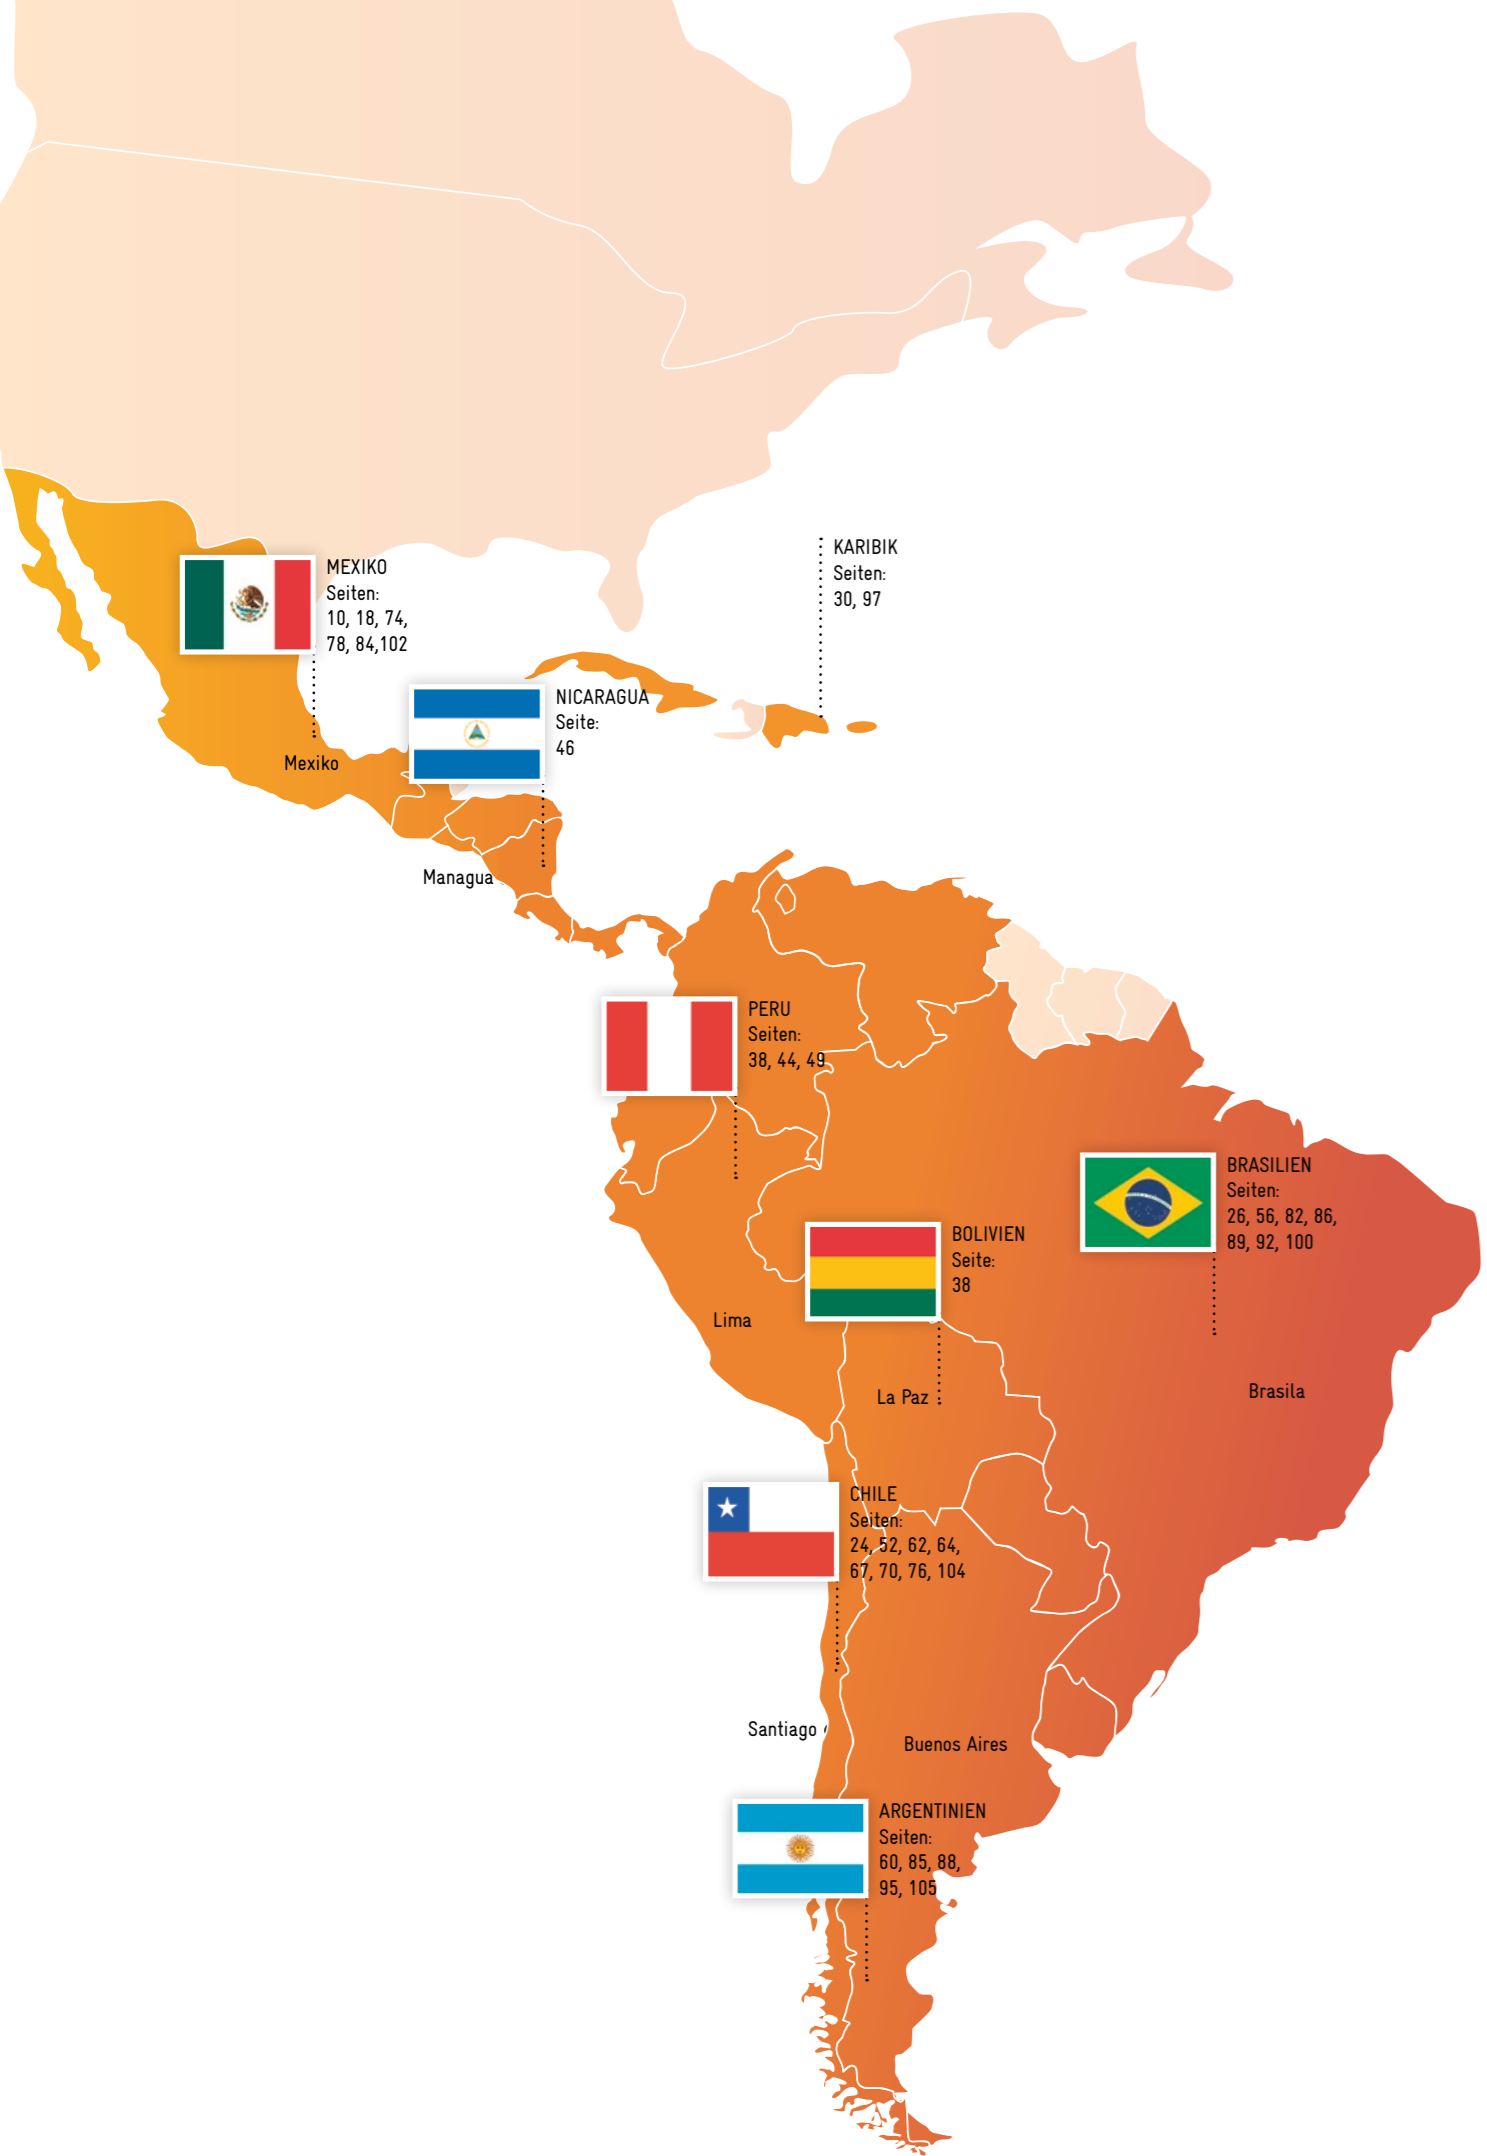 KARIBIK
Seiten:
30, 97
MEXIKO
Seiten:
10, 18, 74,
78, 84,102
NICARAGUA
Seite:
46
Mexiko
Managua
PERU
Seiten:
38, 44, 49
BRASILIEN
Seiten:
26, 56, 82, 86,
89, 92, 100
BOLIVIEN
Seite:
38
Lima
La Paz
Brasila
CHILE
Seiten:
24, 52, 62, 64,
67, 70, 76, 104
Santiago
Buenos Aires
ARGENTINIEN
Seiten:
60, 85, 88,
95, 105